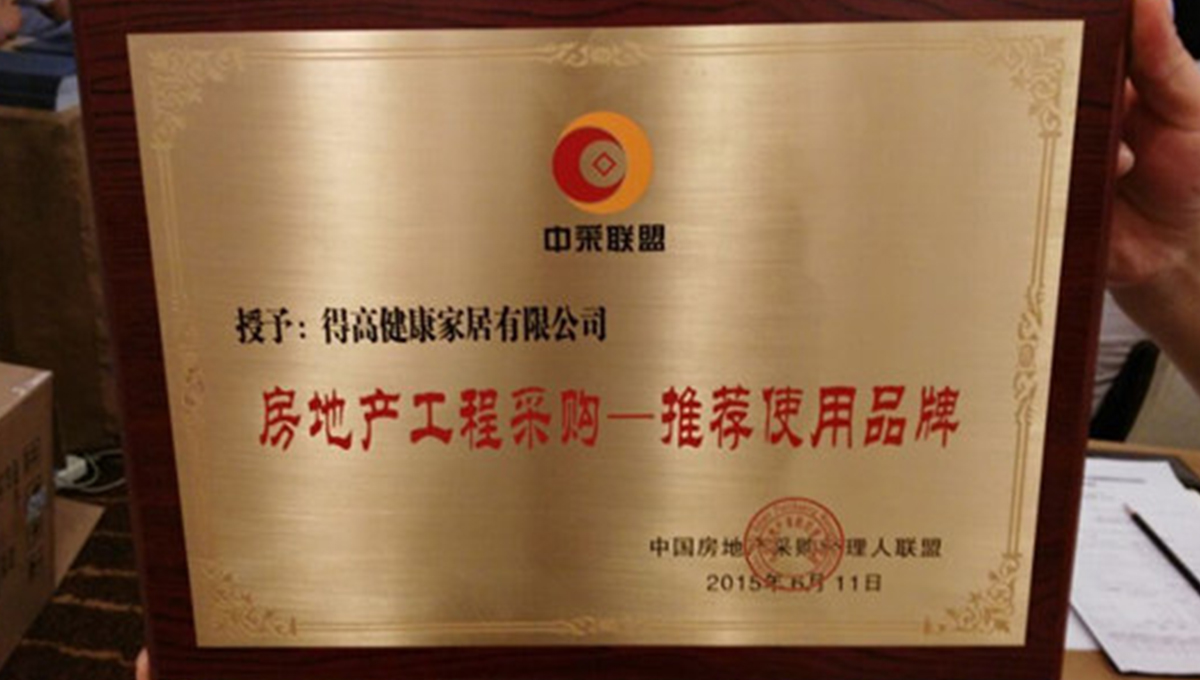 中采联盟
授予：得高健康家居有限公司
房地产工程采购—推荐使用品牌
中国房地产采购经理人联盟
2015年6月11日